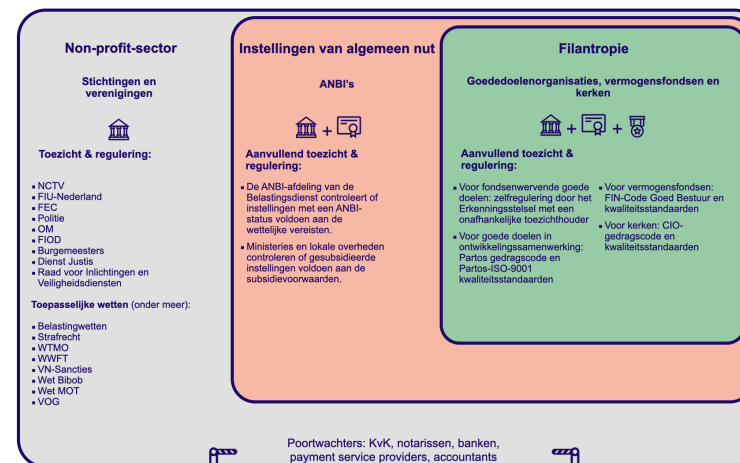 Non-profit-sector
Stichtingen en
verenigingen
Toezicht & regulering:
▪ NCTV
▪ FIU-Nederland
▪ FEC
▪ Politie
▪ OM
▪ FIOD
▪ Burgemeesters
▪ Dienst Justis
▪ Raad voor Inlichtingen en
Veiligheidsdiensten
Toepasselijke wetten (onder meer):
▪ Belastingwetten
▪ Strafrecht
▪ WTMO
▪ WWFT
▪ VN-Sancties
▪ Wet Bibob
▪ Wet MOT
▪ VOG
Instellingen van algemeen nut
ANBI's
+
Aanvullend toezicht &
regulering:
▪ De ANBI-afdeling van de
Belastingsdienst controleert of
instellingen met een ANBI-
status voldoen aan de
wettelijke vereisten.
▪ Ministeries en lokale overheden
controleren of gesubsidieerde
instellingen voldoen aan de
subsidievoorwaarden.
Filantropie
Goededoelenorganisaties, vermogensfondsen en
kerken
+ +
Aanvullend toezicht &
regulering:
▪ Voor fondsenwervende goede
doelen: zelfregulering door het
Erkenningsstelsel met een
onafhankelijke toezichthouder
▪ Voor goede doelen in
ontwikkelingssamenwerking:
Partos gedragscode en
Partos-ISO-9001
kwaliteitsstandaarden
▪ Voor vermogensfondsen:
FIN-Code Goed Bestuur en
kwaliteitsstandaarden
▪ Voor kerken: CIO-
gedragscode en
kwaliteitsstandaarden
Poortwachters: KvK, notarissen, banken,
payment service providers, accountants